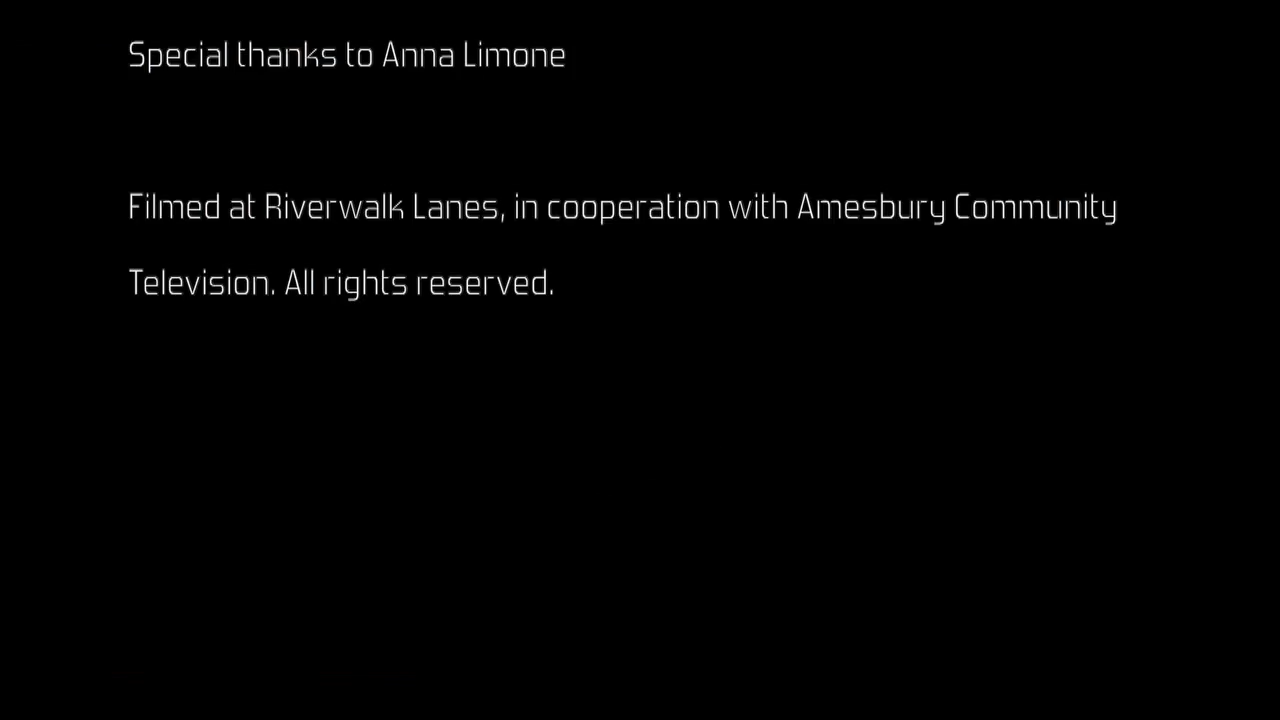 Special thanks to Anna Limone
Filmed at Riverwalk Lanes, in cooperation with Amesbury Community
Television. All rights reserved.